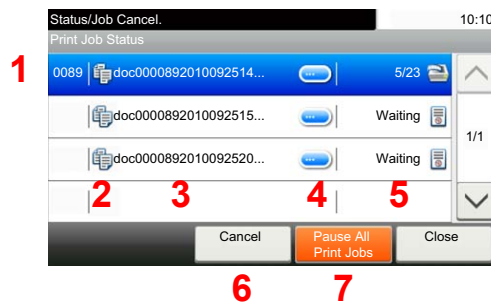 Status/Job Cancel.
10:10
Print Job Status
1
0089 doc0000892010092514... 5/23
doc0000892010092515... Waiting
1/1
doc0000892010092520... Waiting
2 3 4 5
Cancel
Pause All
Print Jobs
Close
6 7